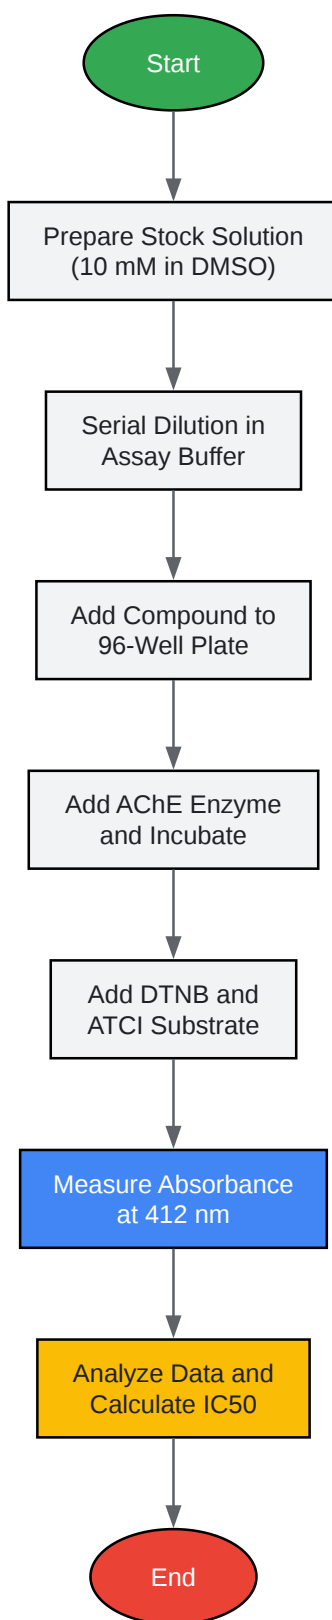 Start
Prepare Stock Solution
(10 mM in DMSO)
Serial Dilution in
Assay Buffer
Add Compound to
96-Well Plate
Add AChE Enzyme
and Incubate
Add DTNB and
ATCI Substrate
Measure Absorbance
at 412 nm
Analyze Data and
Calculate IC50
End